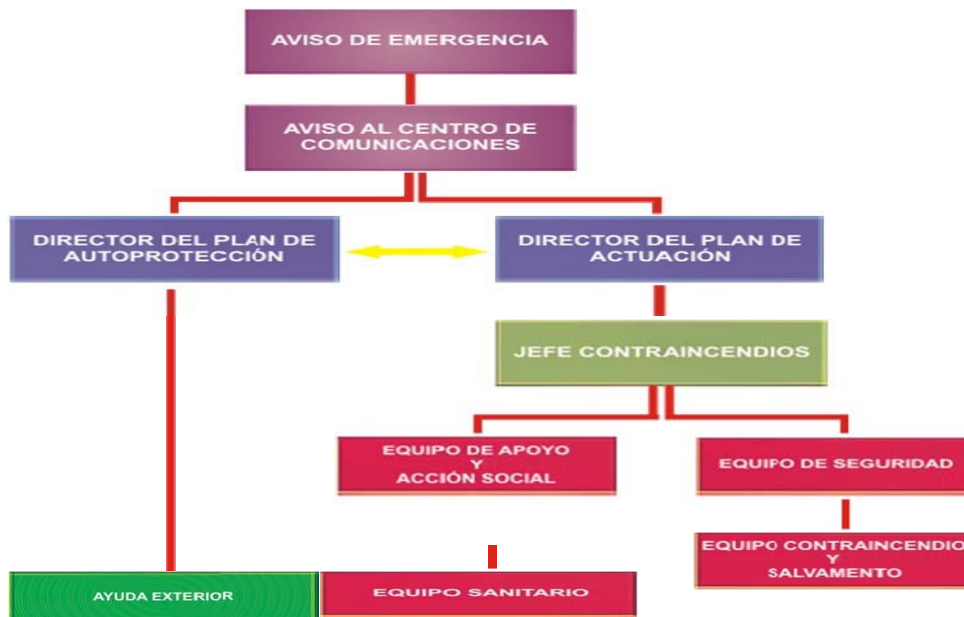 AVISO DE EMERGENCIA
AVISO AL CENTRO DE
COMUNICACIONES
DIRECTOR DEL PLAN DE
AUTOPROTECCIÓN
DIRECTOR DEL PLAN DE
ACTUACIÓN
JEFE CONTRAINCENDIOS
EQUIPO DE APOYO
Y
ACCIÓN SOCIAL
EQUIPO DE SEGURIDAD
EQUIPO CONTRAINCENDIO
Y
SALVAMENTO
AYUDA EXTERIOR
EQUIPO SANITARIO